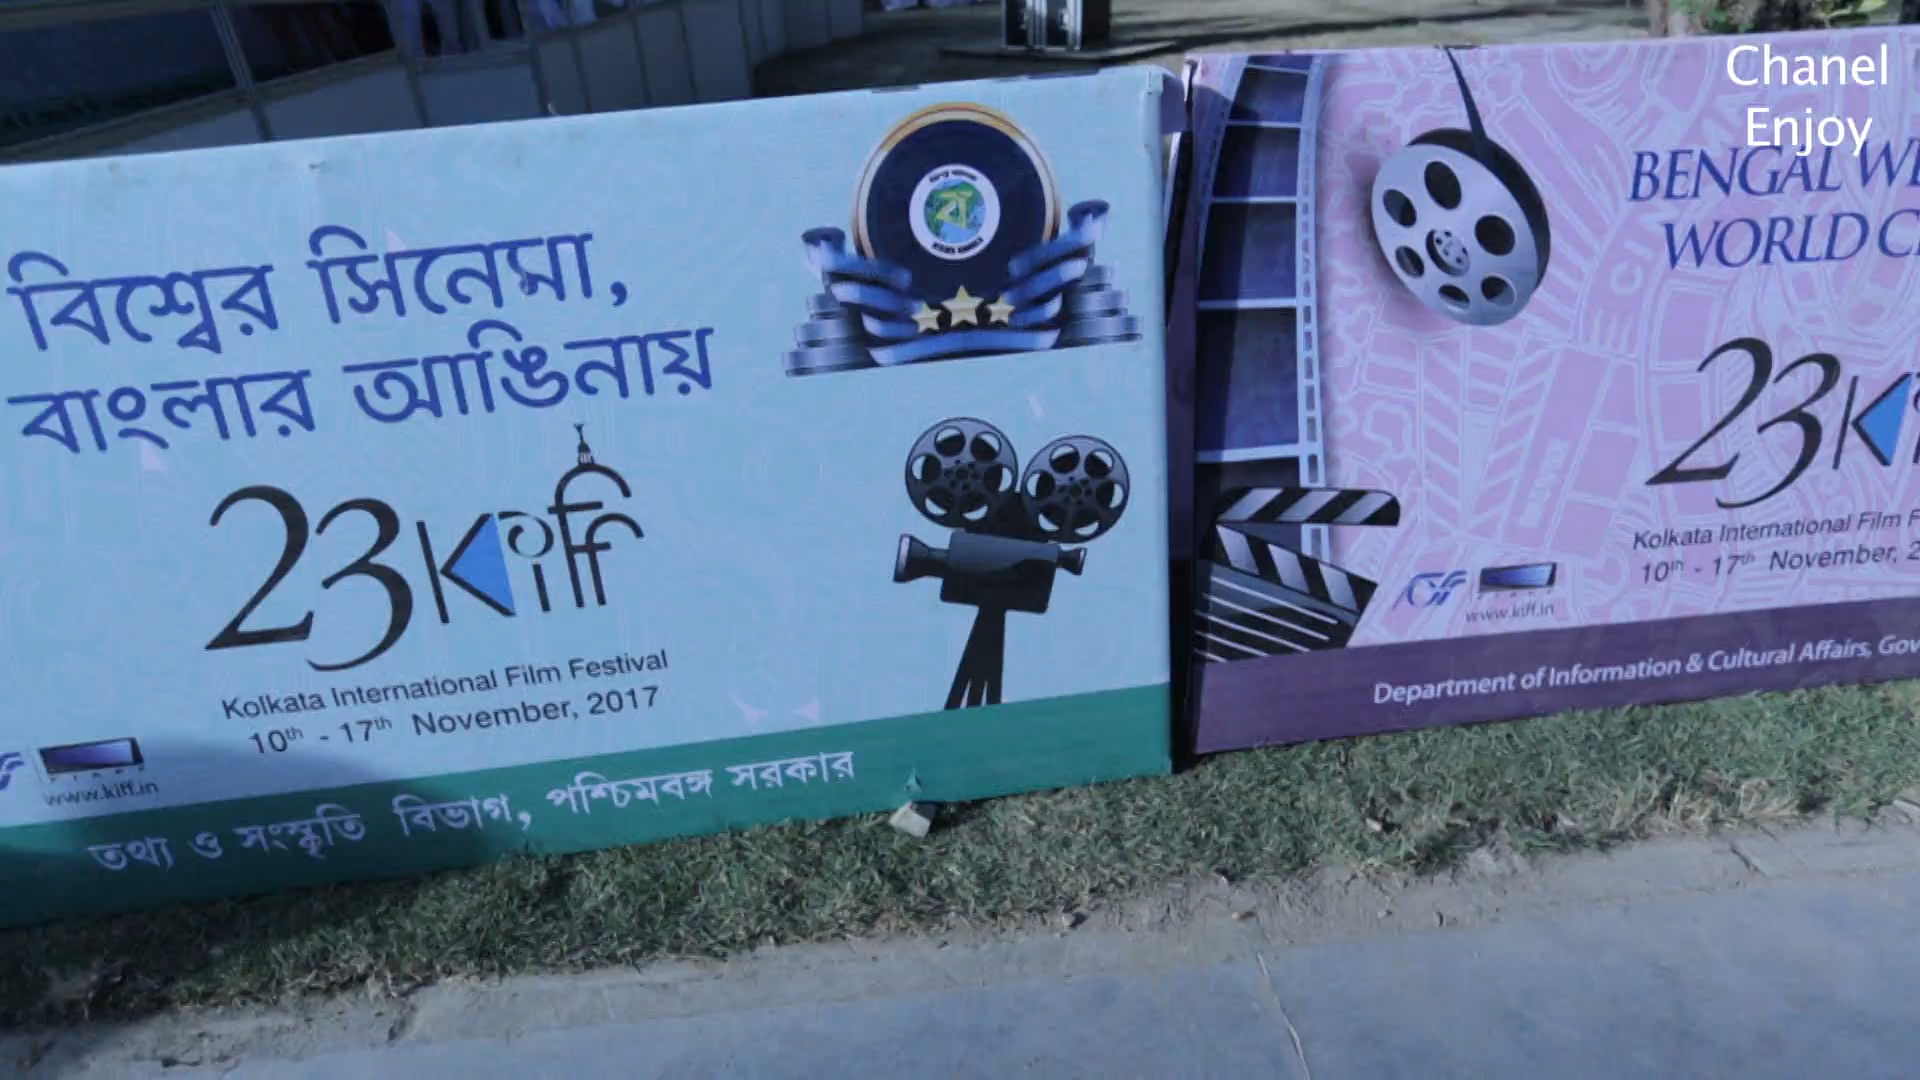 Chanel
Enjoy
বিশ্বের সিনেমা,
বাংলার আঙিনায়
23 Kiff
Kolkata International Film Festival
10th - 17th November, 2017
www.kiff.in
তথ্য ও সংস্কৃতি বিভাগ, পশ্চিমবঙ্গ সরকার
BENGAL
WORLD
23
Kolkata International Film
10th - 17th November,
www.kiff.in
Department of Information & Cultural Affairs,